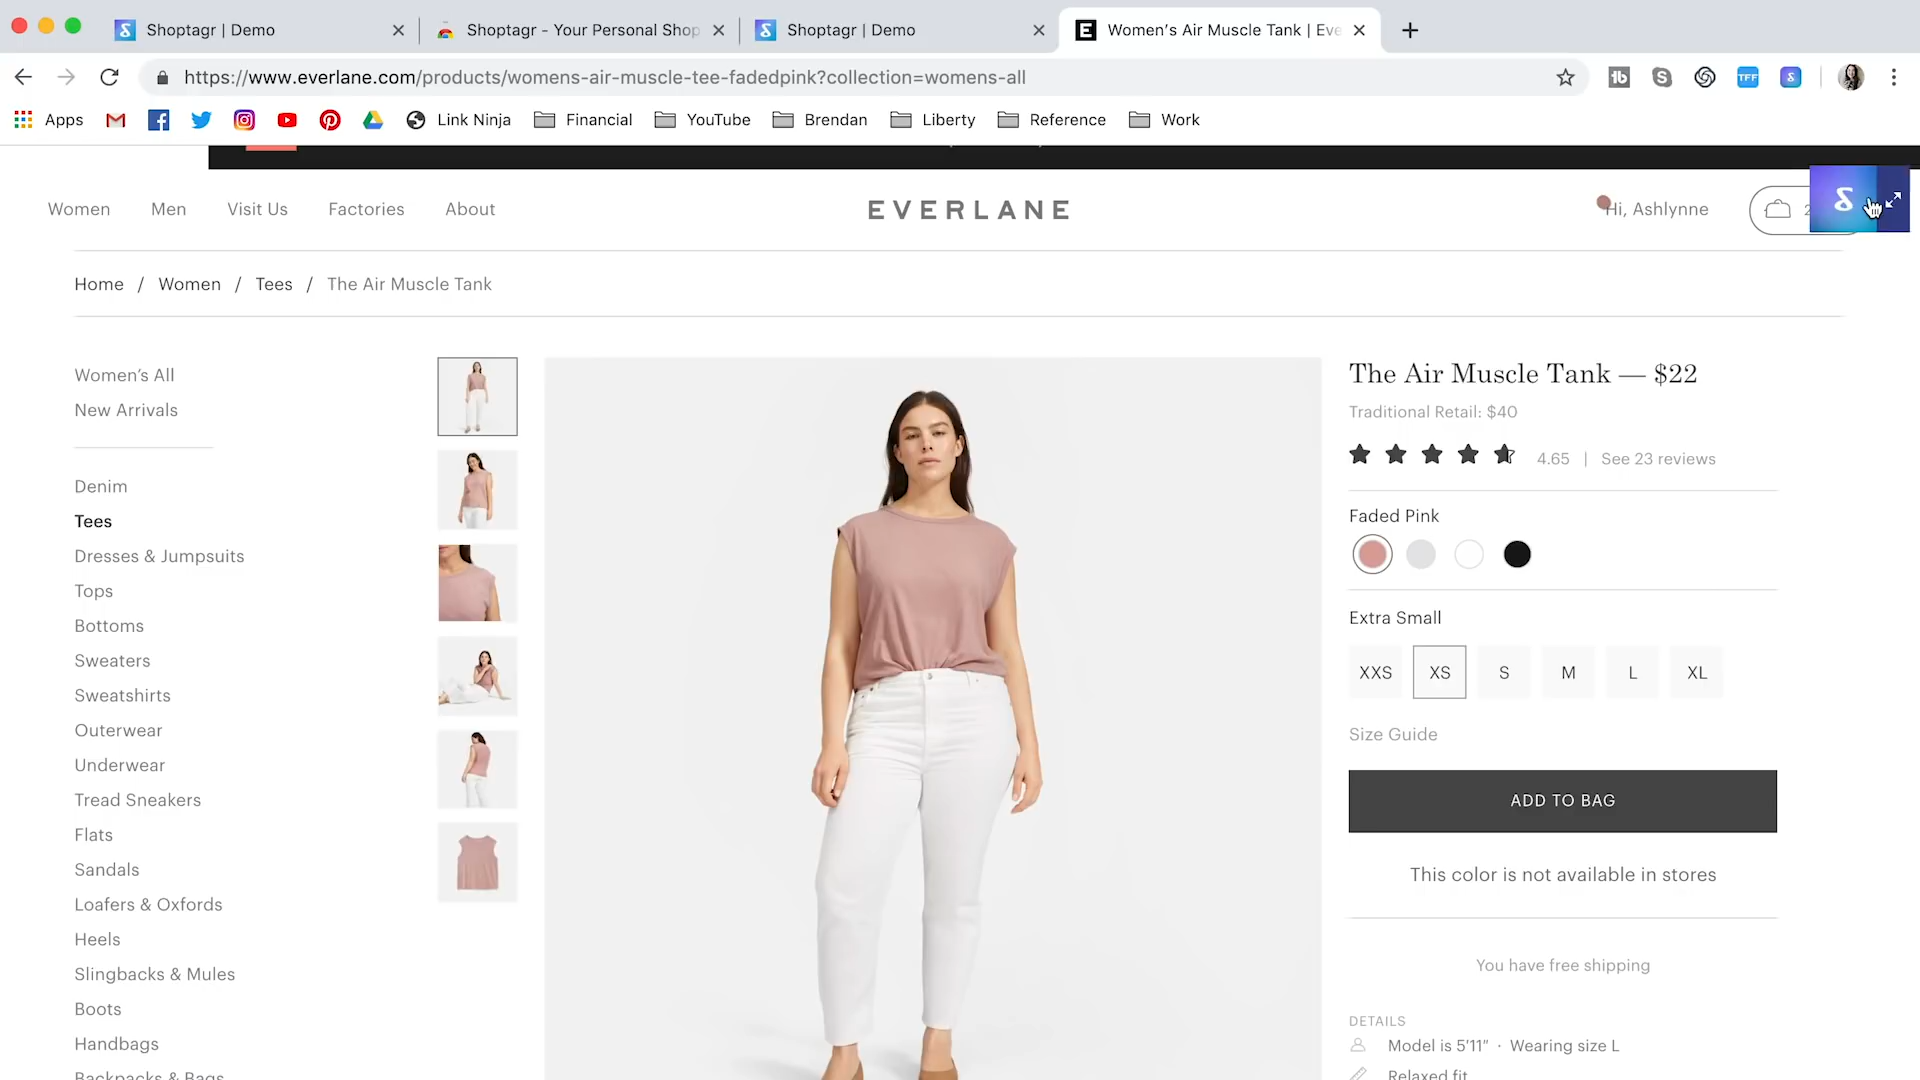 Shoptagr | Demo
Shoptagr - Your Personal Shop
Shoptagr | Demo
Women's Air Muscle Tank | Eve
https://www.everlane.com/products/womens-air-muscle-tee-fadedpink?collection=womens-all
Apps
Link Ninja
Financial
YouTube
Brendan
Liberty
Reference
Work
Women
Men
Visit Us
Factories
About
EVERLANE
Hi, Ashlynne
2
Home / Women / Tees / The Air Muscle Tank
Women's All
New Arrivals
Denim
Tees
Dresses & Jumpsuits
Tops
Bottoms
Sweaters
Sweatshirts
Outerwear
Underwear
Tread Sneakers
Flats
Sandals
Loafers & Oxfords
Heels
Slingbacks & Mules
Boots
Handbags
Backpacks & Bags
The Air Muscle Tank — $22
Traditional Retail: $40
4.65 | See 23 reviews
Faded Pink
Extra Small
XXS XS S M L XL
Size Guide
ADD TO BAG
This color is not available in stores
You have free shipping
DETAILS
Model is 5'11" · Wearing size L
Relaxed fit